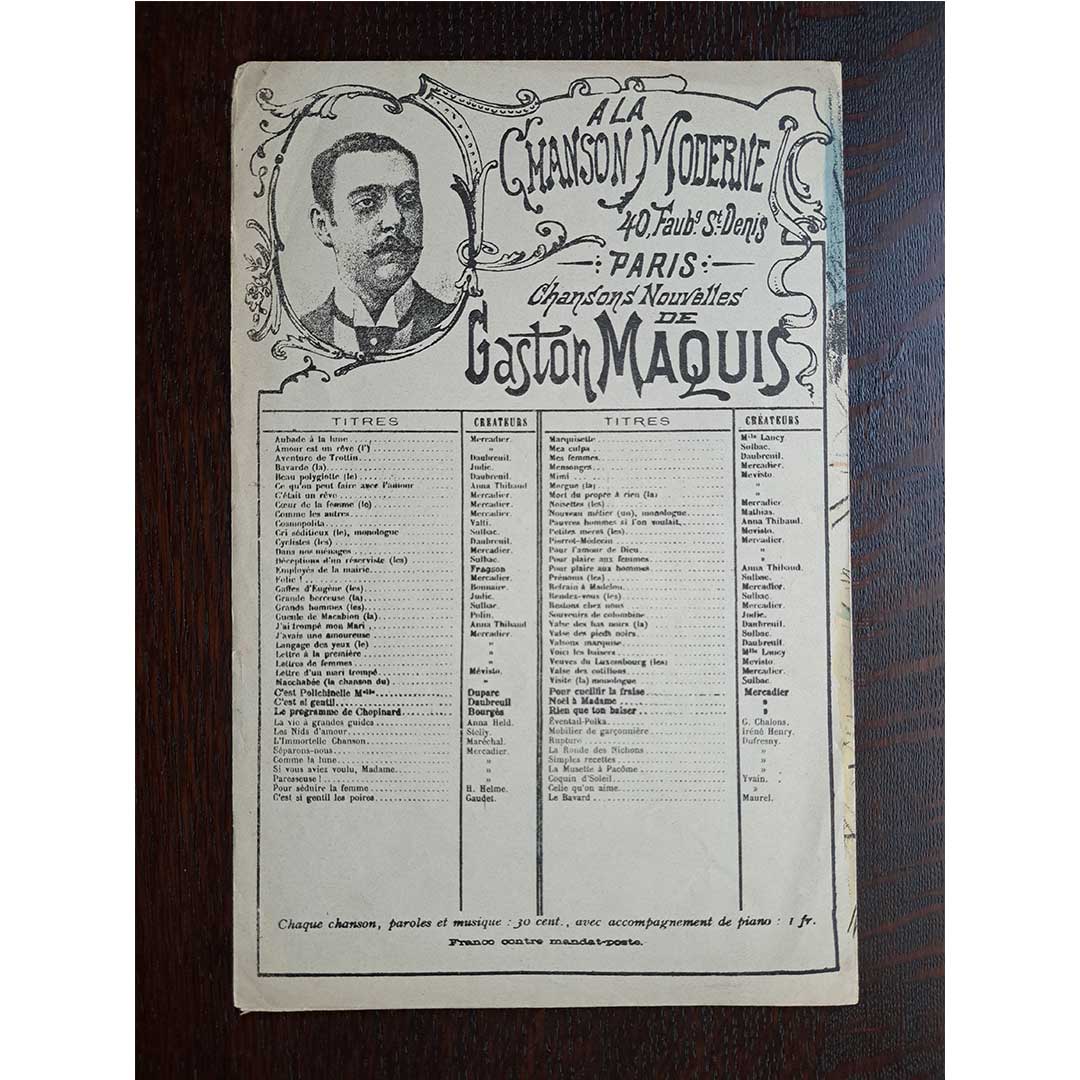 A LA
CHANSON MODERNE
40, Faubg. St. Denis
PARIS
Chansons Nouvelles
DE
Gaston MAQUIS
TITRES CREATEURS
Aubade à la lune Mercadier.
Amour est un rêve (l') »
Aventure de Trottin Daubreuil.
Bavarde (la) Judic.
Beau polyglotte (le) Daubreuil.
Ce qu'on peut faire avec l'amour Anna Thibaud
C'était un rêve Mercadier.
Cœur de la femme (le) Mercadier.
Comme les autres Mercadier.
Cosmopolita Valti.
Cri séditieux (le), monologue Sulbac.
Cyclistes (les) Daubreuil.
Dans nos ménages Mercadier.
Déceptions d'un réserviste (les) Sulbac.
Employés de la mairie Fragson
Folie ! Mercadier.
Gaffes d'Eugène (les) Bonnaire.
Grande berceuse (la) Judic.
Grands hommes (les) Sulbac.
Gueule de Macabion (la) Polin.
J'ai trompé mon Mari Anna Thibaud
J'avais une amoureuse Mercadier.
Langage des yeux (le) »
Lettre à la première »
Lettres de femmes »
Lettre d'un mari trompé Mévisto.
Macchabée (la chanson du) »
C'est Polichinelle Mlle Duparc
C'est si gentil Daubreuil
Le programme de Chopinard Bourgès
La vie à grandes guides Anna Held.
Les Nids d'amour Stelly.
L'Immortelle Chanson Maréchal.
Séparons-nous Mercadier.
Comme la lune »
Si vous aviez voulu, Madame »
Paresseuse ! »
Pour séduire la femme H. Helme.
C'est si gentil les poires Gaudet.
TITRES CRÉATEURS
Marquisette Mlle Lancy
Mea culpa Sulbac.
Mes femmes Daubreuil.
Mensonges Mercadier.
Mimi Mevisto.
Morgue (la) »
Mort du propre à rien (la) »
Noisettes (les) Mercadier
Nouveau métier (un), monologue Mathias.
Pauvres hommes si l'on voulait Anna Thibaud.
Petites mères (les) Mevisto.
Pierrot-Médecin Mercadier.
Pour l'amour de Dieu »
Pour plaire aux femmes »
Pour plaire aux hommes Anna Thibaud.
Prénoms (les) Sulbac.
Refrain à Madelon Mercadier.
Rendez-vous (les) Sulbac.
Restons chez nous Mercadier.
Souvenirs de colombine Judic.
Valse des bas noirs (la) Daubreuil.
Valse des pieds noirs Sulbac.
Valsons marquise Daubreuil.
Voici les baisers Mlle Lancy
Veuves du Luxembourg (les) Mevisto.
Valse des cotillons Mercadier.
Visite (la) monologue Sulbac.
Pour cueillir la fraise Mercadier
Noël à Madame »
Rien que ton baiser »
Éventail-Polka G. Chalons.
Mobilier de garçonnière Iréné Henry.
Rupture Dufresny.
La Ronde des Nichons »
Simples recettes »
La Musette à Pacôme »
Coquin d'Soleil Yvain.
Celle qu'on aime »
Le Bavard Maurel.
Chaque chanson, paroles et musique : 30 cent., avec accompagnement de piano : 1 fr.
Franco contre mandat-poste.